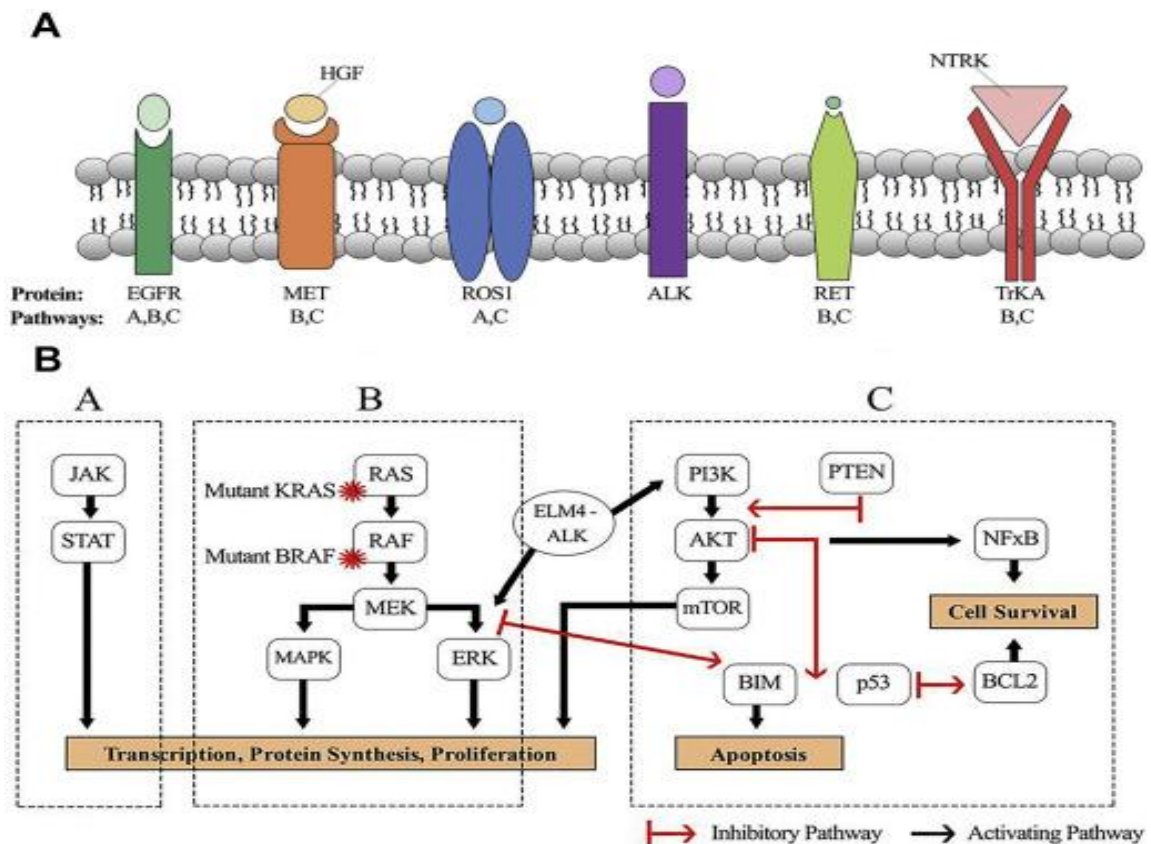 A
HGF
NTRK
Protein: EGFR MET ROS1 ALK RET TrKA
Pathways: A,B,C B,C A,C B,C B,C
B
A B C
JAK RAS PI3K PTEN
Mutant KRAS
ELM4-
ALK
STAT RAF AKT NFxB
Mutant BRAF
MEK mTOR Cell Survival
MAPK ERK BIM p53 BCL2
Transcription, Protein Synthesis, Proliferation Apoptosis
Inhibitory Pathway Activating Pathway